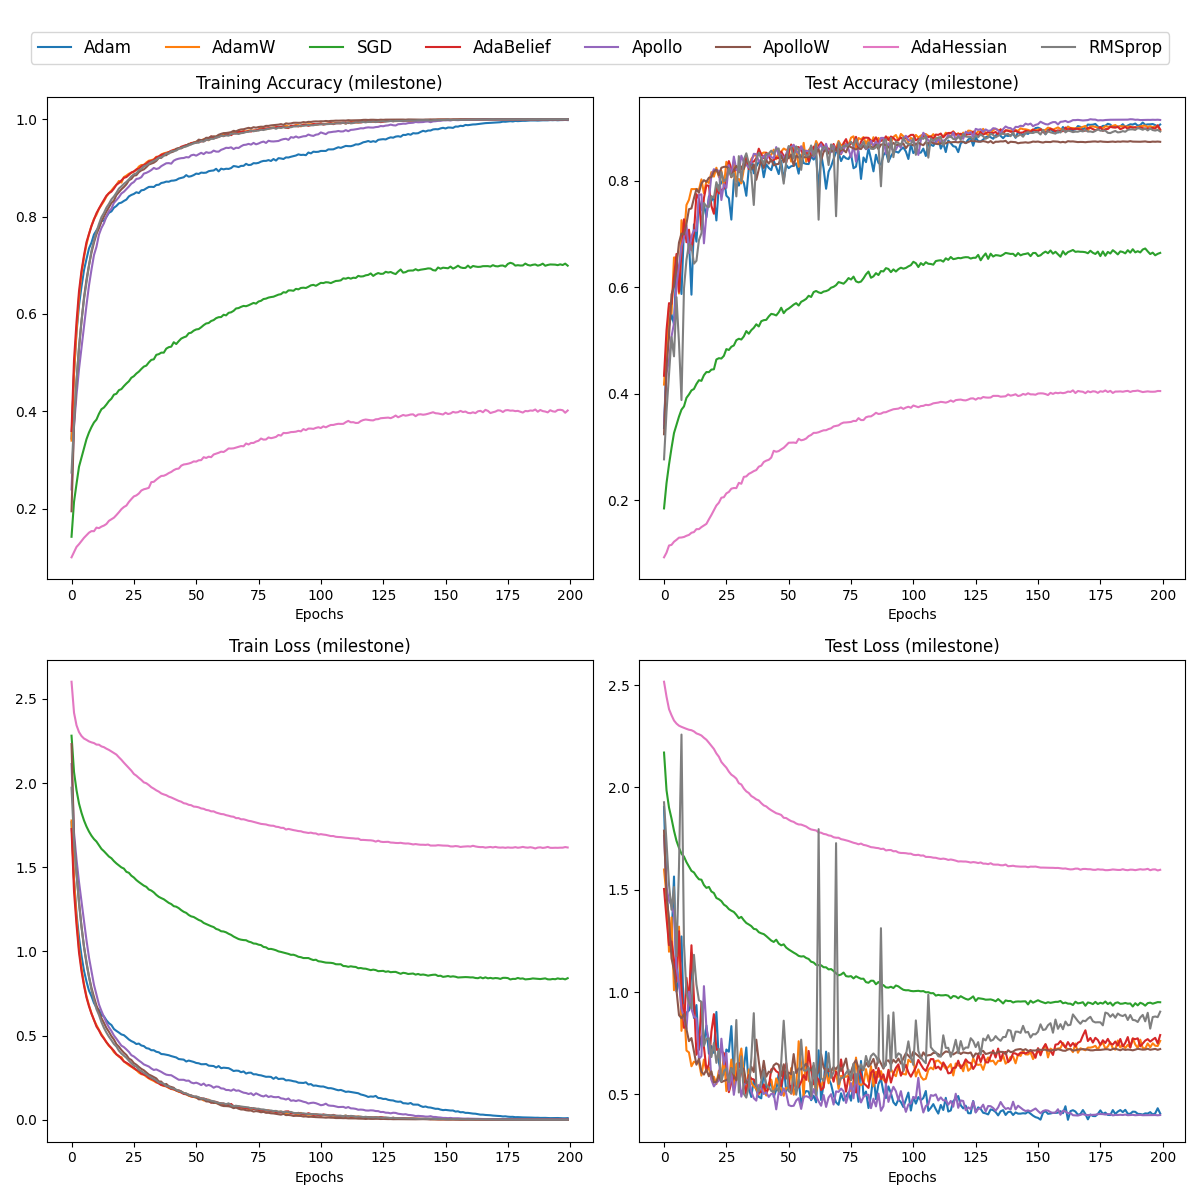 Adam AdamW SGD AdaBelief Apollo ApolloW AdaHessian RMSprop
Training Accuracy (milestone)
1.0
0.8
0.6
0.4
0.2
0 25 50 75 100 125 150 175 200
Epochs
Test Accuracy (milestone)
0.8
0.6
0.4
0.2
0 25 50 75 100 125 150 175 200
Epochs
Train Loss (milestone)
2.5
2.0
1.5
1.0
0.5
0.0
0 25 50 75 100 125 150 175 200
Epochs
Test Loss (milestone)
2.5
2.0
1.5
1.0
0.5
0 25 50 75 100 125 150 175 200
Epochs